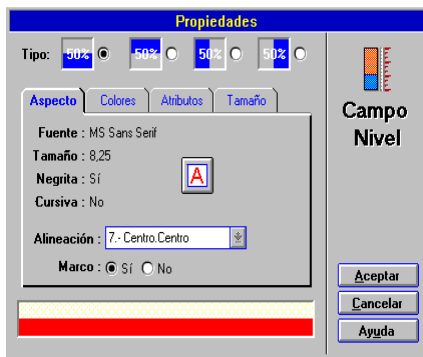 Propiedades
Tipo: 50% 50% 50% 50%
Aspecto Colores Atributos Tamaño
Fuente : MS Sans Serif
Tamaño : 8,25
Negrita : Sí
Cursiva : No
A
Alineación : 7.- Centro.Centro
Marco : Sí No
Campo
Nivel
Aceptar
Cancelar
Ayuda